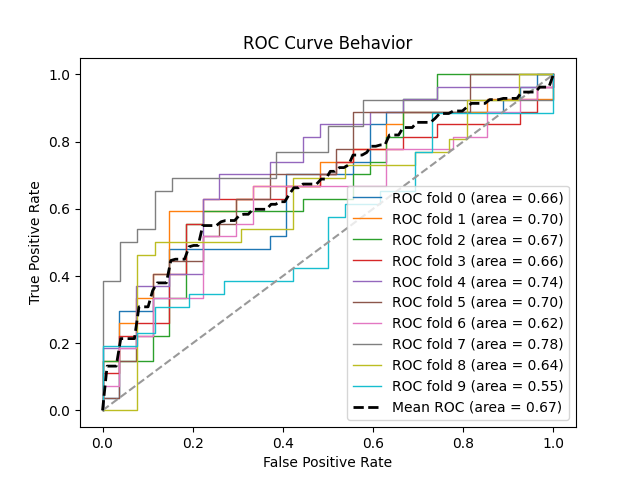 ROC Curve Behavior
True Positive Rate
1.0
0.8
0.6
0.4
0.2
0.0
ROC fold 0 (area = 0.66)
ROC fold 1 (area = 0.70)
ROC fold 2 (area = 0.67)
ROC fold 3 (area = 0.66)
ROC fold 4 (area = 0.74)
ROC fold 5 (area = 0.70)
ROC fold 6 (area = 0.62)
ROC fold 7 (area = 0.78)
ROC fold 8 (area = 0.64)
ROC fold 9 (area = 0.55)
Mean ROC (area = 0.67)
0.0 0.2 0.4 0.6 0.8 1.0
False Positive Rate